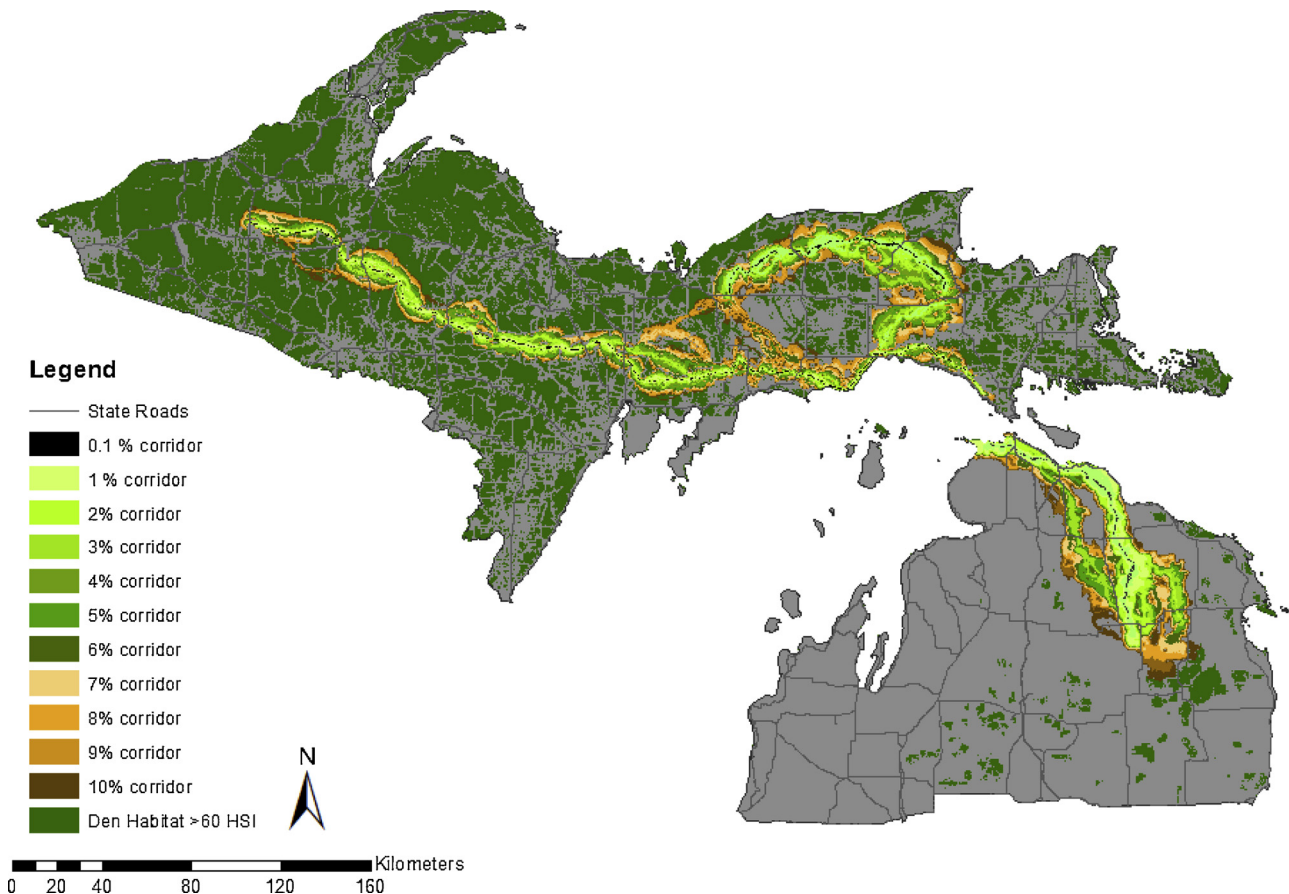 Legend
State Roads
0.1 % corridor
1 % corridor
2% corridor
3% corridor
4% corridor
5% corridor
6% corridor
7% corridor
8% corridor
9% corridor
10% corridor
Den Habitat >60 HSI
N
Kilometers
0 20 40 80 120 160